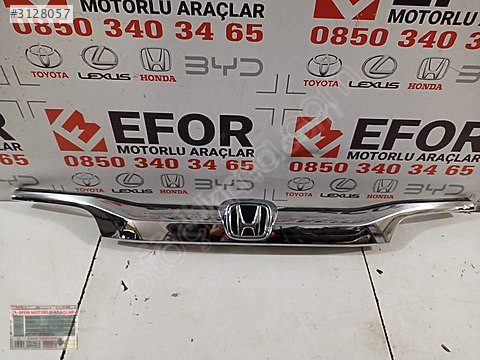 #3128057
MOTORLU ARAÇLAR
0850 340 34 65
0850 340 34 65
TOYOTA LEXUS HONDA BYD
TOYOTA LEXUS HONDA
EFOR
MOTORLU ARAÇLAR
0850 340 34 65
EFOR
MOTORLU ARAÇLAR
0850 340 34 65
TOYOTA LEXUS HONDA BYD
TOYOTA LEXUS HONDA BYD
EFOR MOTORLU ARAÇLAR